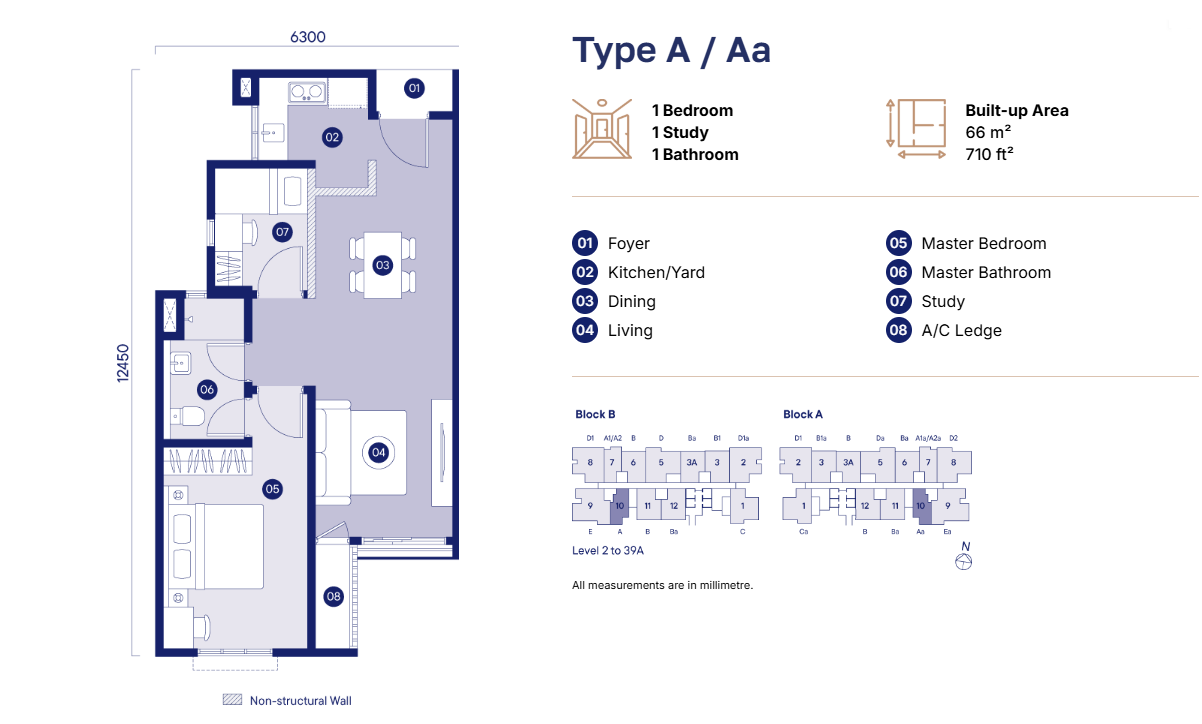 6300
12450
01
02
07
03
06
04
05
08
Non-structural Wall
Type A / Aa
1 Bedroom
1 Study
1 Bathroom
Built-up Area
66 m²
710 ft²
01 Foyer
02 Kitchen/Yard
03 Dining
04 Living
05 Master Bedroom
06 Master Bathroom
07 Study
08 A/C Ledge
Block B
D1 A1/A2 B D Ba B1 D1a
8 7 6 5 3A 3 2
9 10 11 12 1
E A B Ba C
Block A
D1 B1a B Da Ba A1a/A2a D2
2 3 3A 5 6 7 8
1 12 11 10 9
Ca B Ba Aa Ea
Level 2 to 39A
N
All measurements are in millimetre.